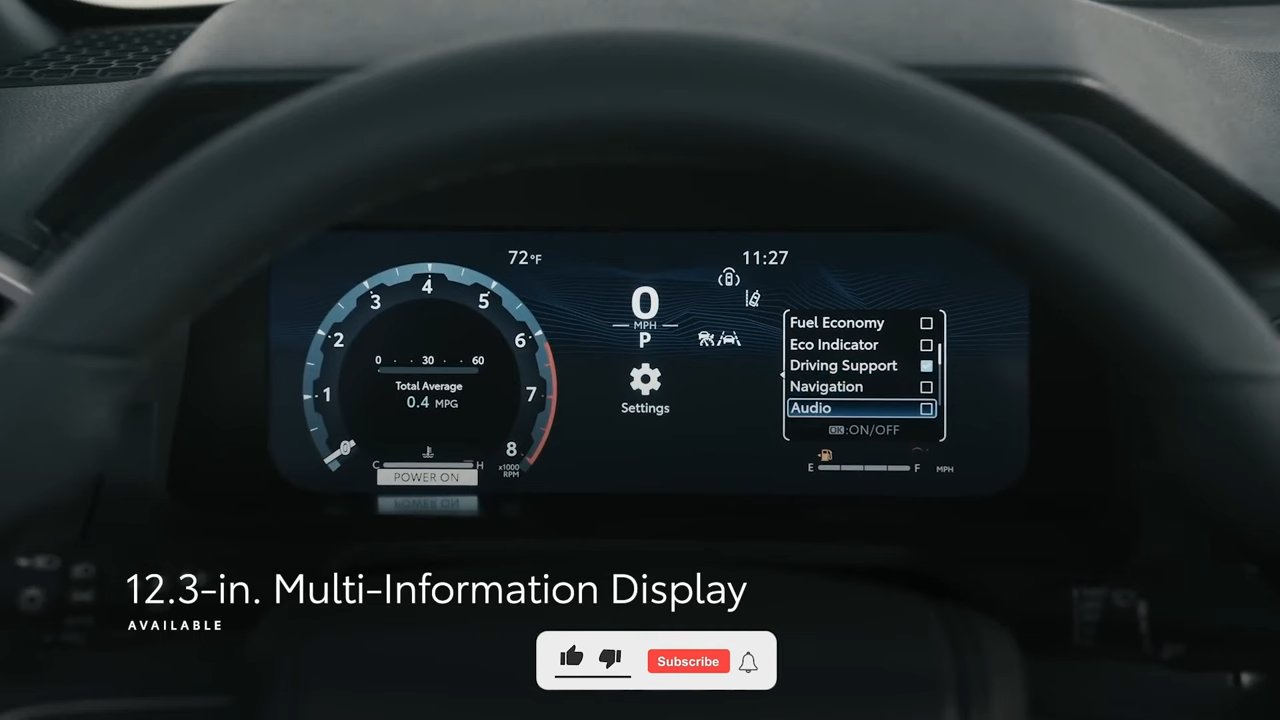 72°F
11:27
0
MPH
P
Settings
0 1 2 3 4 5 6 7 8
x1000
RPM
0 30 60
Total Average
0.4 MPG
C H
POWER ON
Fuel Economy
Eco Indicator
Driving Support
Navigation
Audio
OK:ON/OFF
E F MPH
12.3-in. Multi-Information Display
AVAILABLE
Subscribe